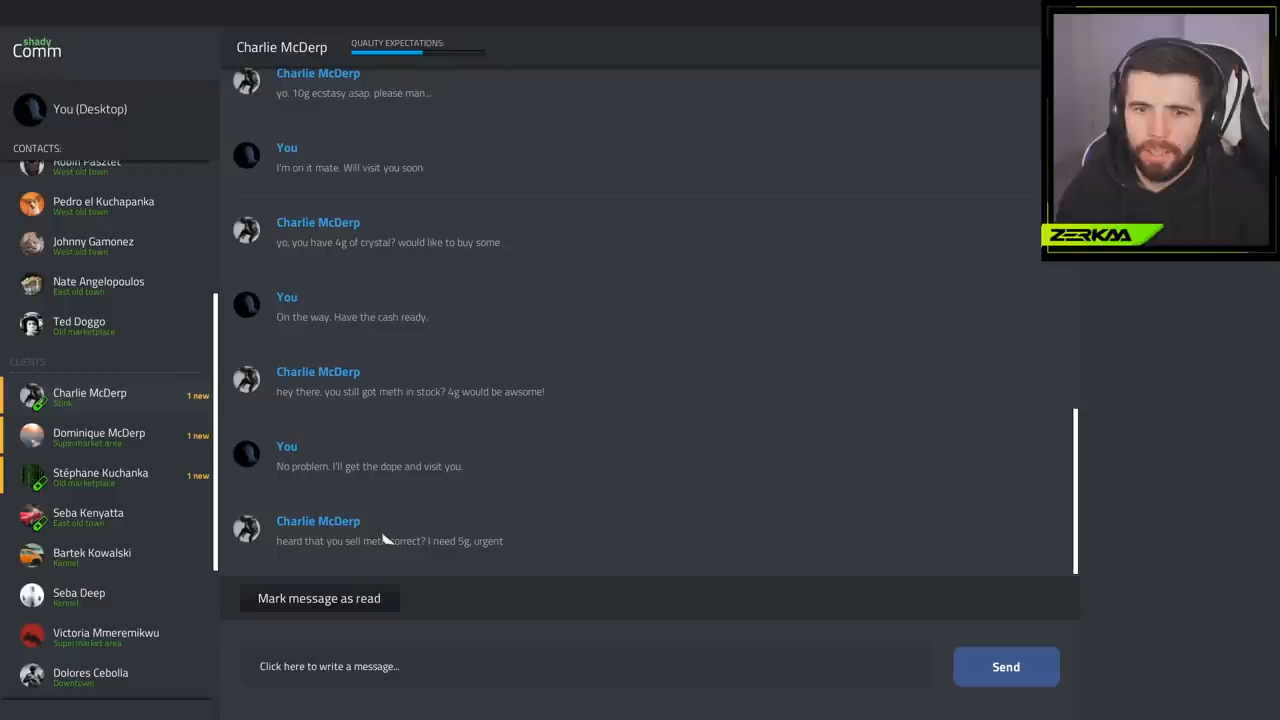 shady
Comm
Charlie McDerp
QUALITY EXPECTATIONS:
You (Desktop)
CONTACTS:
Robin Pasztet
West old town
Pedro el Kuchapanka
West old town
Johnny Gamonez
West old town
Nate Angelopoulos
East old town
Ted Doggo
Old marketplace
CLIENTS
Charlie McDerp
Stink
1 new
Dominique McDerp
Supermarket area
1 new
Stéphane Kuchanka
Old marketplace
1 new
Seba Kenyatta
East old town
Bartek Kowalski
Kennel
Seba Deep
Kennel
Victoria Mmeremikwu
Supermarket area
Dolores Cebolla
Downtown
Charlie McDerp
yo. 10g ecstasy asap. please man...
You
I'm on it mate. Will visit you soon
Charlie McDerp
yo, you have 4g of crystal? would like to buy some
You
On the way. Have the cash ready.
Charlie McDerp
hey there, you still got meth in stock? 4g would be awsome!
You
No problem. I'll get the dope and visit you.
Charlie McDerp
heard that you sell meth correct? I need 5g, urgent
Mark message as read
Click here to write a message...
Send
ZERKAA